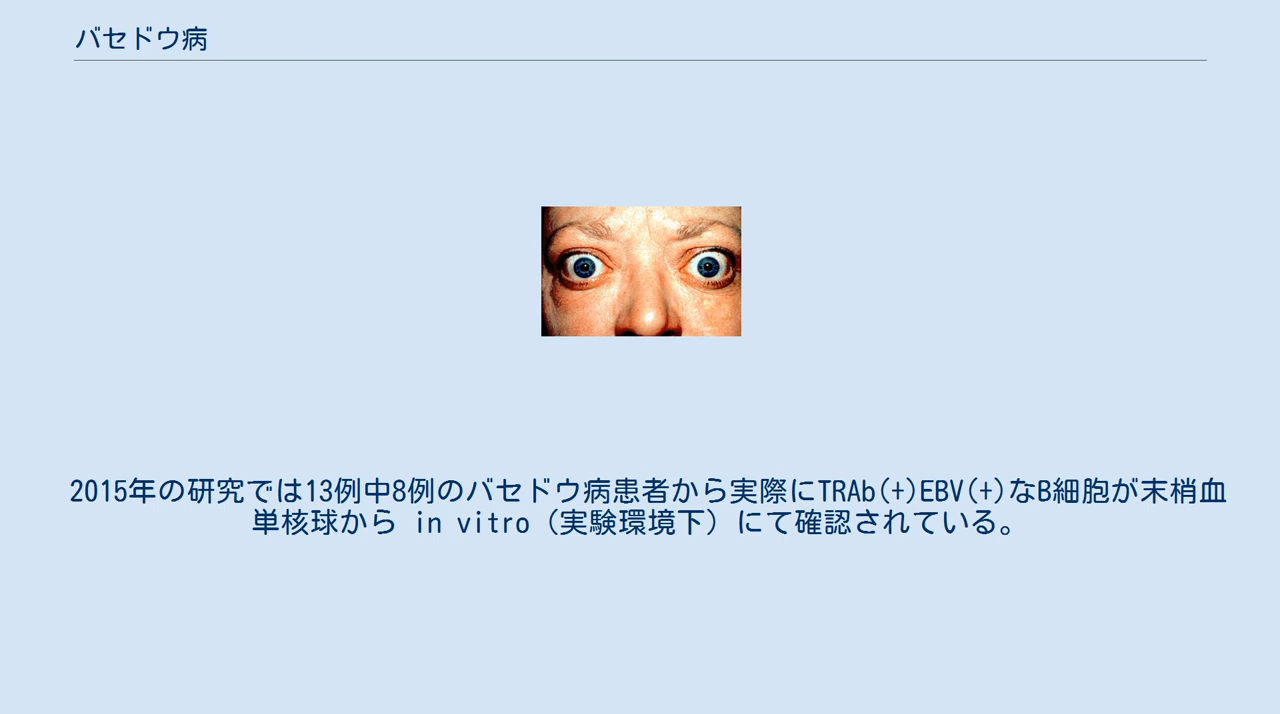 バセドウ病
2015年の研究では13例中8例のバセドウ病患者から実際にTRAb(+)EBV(+)なB細胞が末梢血
単核球から in vitro (実験環境下) にて確認されている。